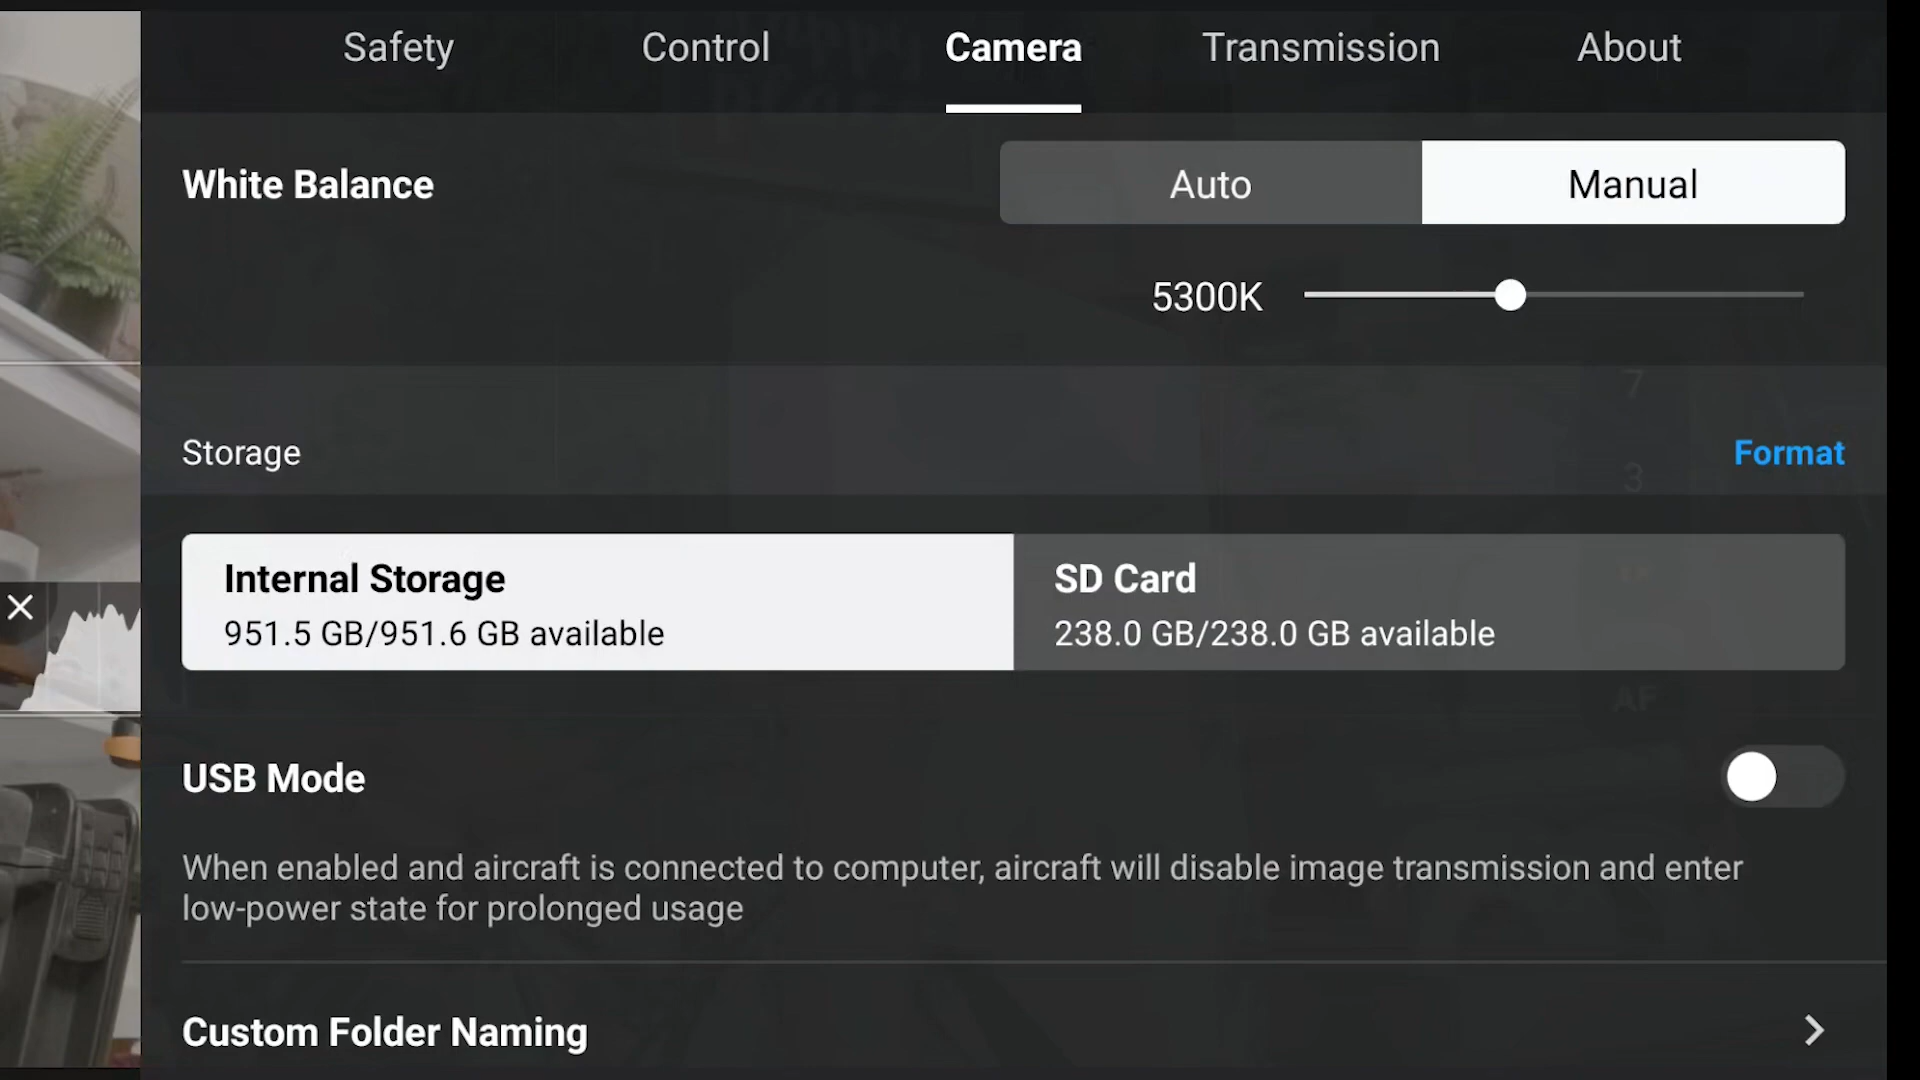 Safety Control Camera Transmission About
White Balance Auto Manual
5300K
Storage Format
Internal Storage SD Card
951.5 GB/951.6 GB available 238.0 GB/238.0 GB available
USB Mode
When enabled and aircraft is connected to computer, aircraft will disable image transmission and enter
low-power state for prolonged usage
Custom Folder Naming